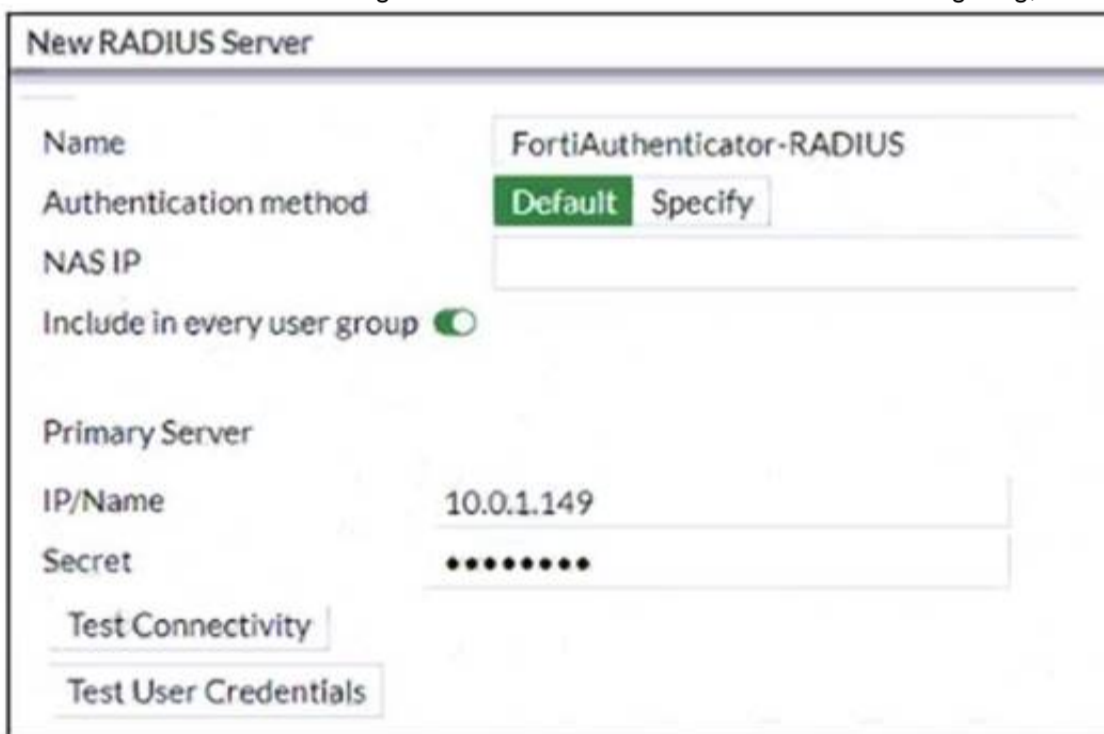 New RADIUS Server
Name FortiAuthenticator-RADIUS
Authentication method Default Specify
NAS IP
Include in every user group
Primary Server
IP/Name 10.0.1.149
Secret ••••••••
Test Connectivity
Test User Credentials